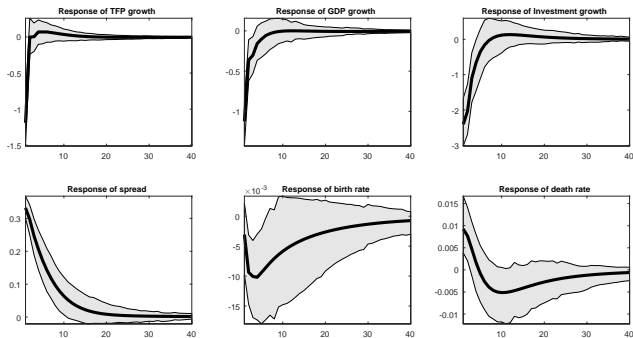 Response of TFP growth
0
-0.5
-1
-1.5
10 20 30 40
Response of GDP growth
0
-0.5
-1
10 20 30 40
Response of Investment growth
0
-1
-2
-3
10 20 30 40
Response of spread
0.3
0.2
0.1
0
10 20 30 40
×10⁻³ Response of birth rate
0
-5
-10
-15
10 20 30 40
Response of death rate
0.015
0.01
0.005
0
-0.005
-0.01
10 20 30 40